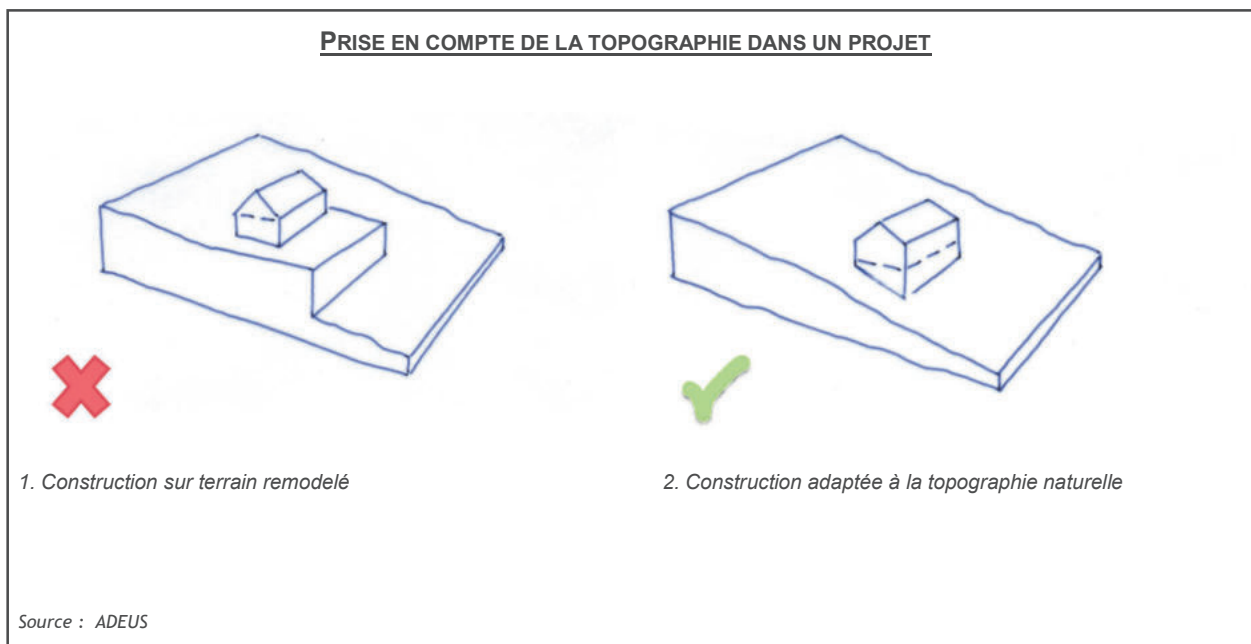 PRISE EN COMPTE DE LA TOPOGRAPHIE DANS UN PROJET
1. Construction sur terrain remodelé
2. Construction adaptée à la topographie naturelle
Source : ADEUS